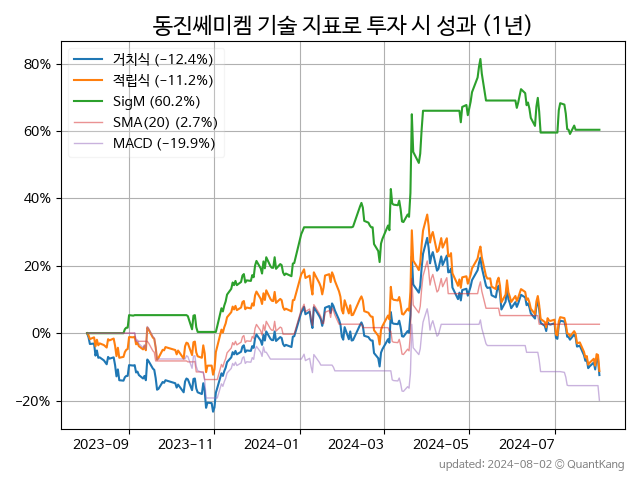 동진쎄미켐 기술 지표로 투자 시 성과 (1년)
거치식 (−12.4%)
적립식 (−11.2%)
SigM (60.2%)
SMA(20) (2.7%)
MACD (−19.9%)
80%
60%
40%
20%
0%
−20%
2023-09 2023-11 2024-01 2024-03 2024-05 2024-07
updated: 2024-08-02 © QuantKang